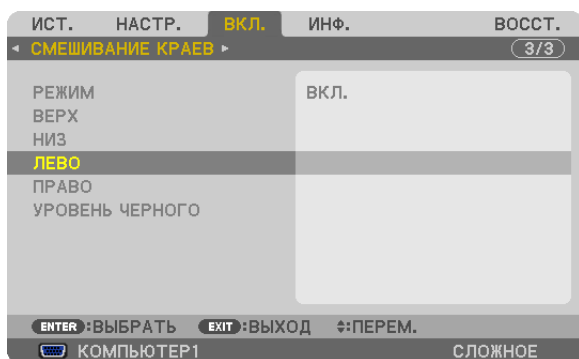 ИСТ. НАСТР. ВКЛ. ИНФ. ВОССТ.
СМЕШИВАНИЕ КРАЕВ 3/3
РЕЖИМ ВКЛ.
ВЕРХ
НИЗ
ЛЕВО
ПРАВО
УРОВЕНЬ ЧЕРНОГО
ENTER :ВЫБРАТЬ EXIT :ВЫХОД :ПЕРЕМ.
КОМПЬЮТЕР1 СЛОЖНОЕ